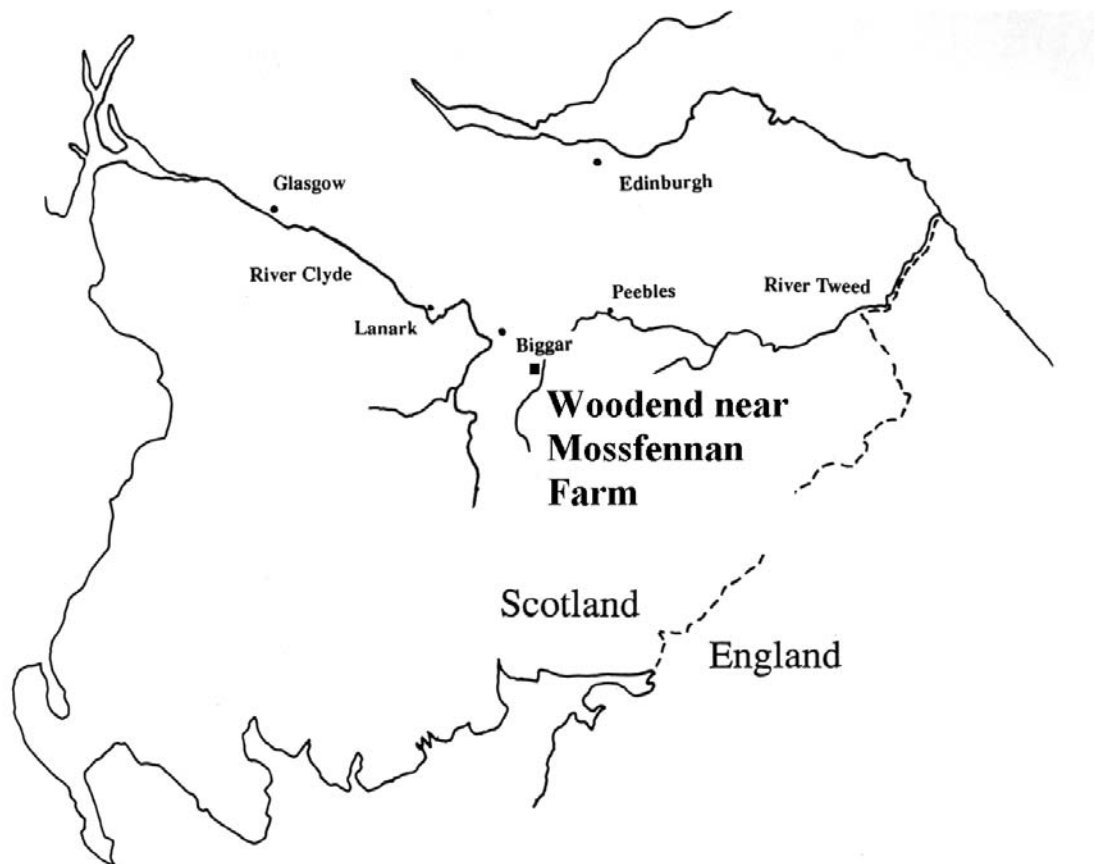 Glasgow
Edinburgh
River Clyde
Peebles
River Tweed
Lanark
Biggar
Woodend near
Mossfennan
Farm
Scotland
England